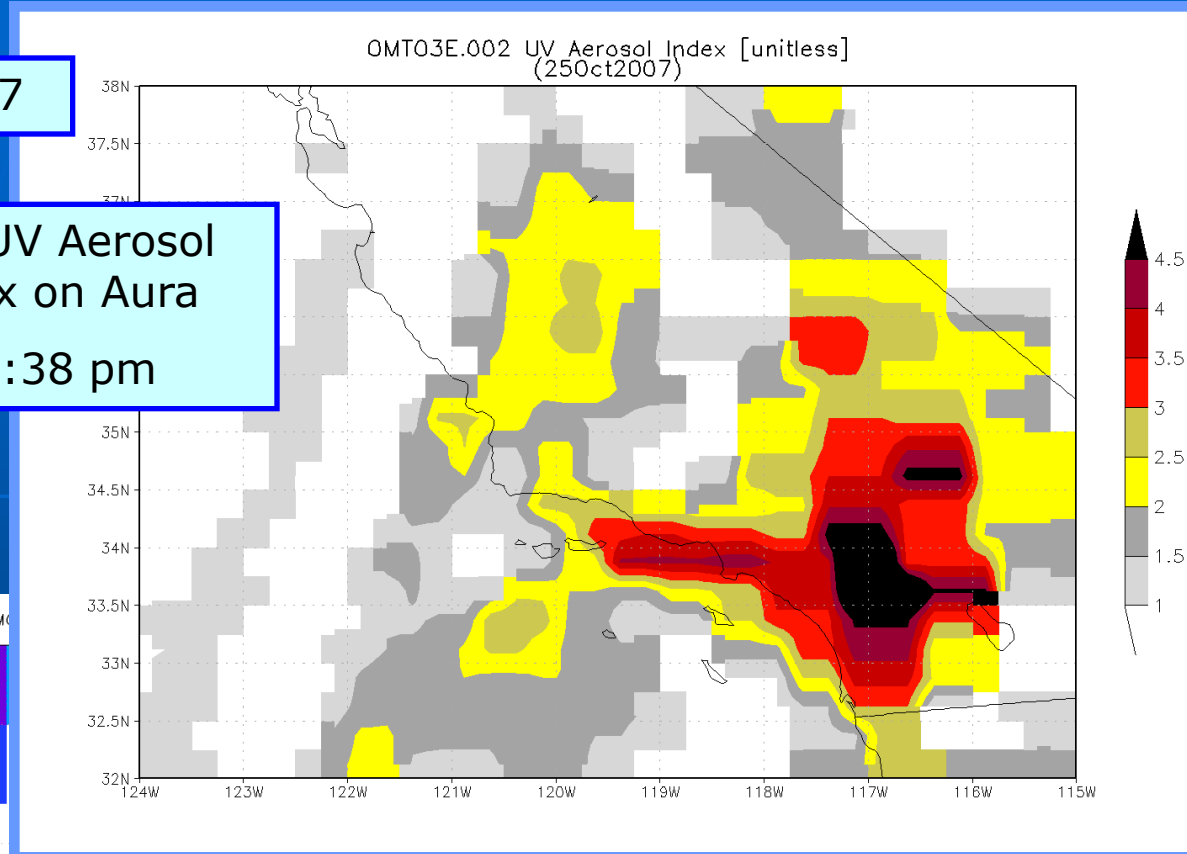 OMTO3E.002 UV Aerosol Index [unitless]
(25Oct2007)
7
UV Aerosol
x on Aura
:38 pm
38N
37.5N
37N
35N
34.5N
34N
33.5N
33N
32.5N
32N
124W 123W 122W 121W 120W 119W 118W 117W 116W 115W
4.5
4
3.5
3
2.5
2
1.5
1